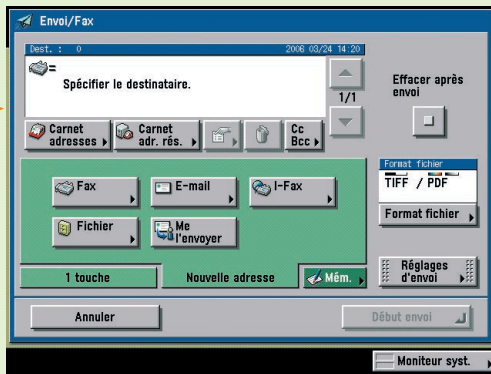 Envoi/Fax
Dest. : 0 2006 03/24 14:20
Spécifier le destinataire.
1/1
Effacer après
envoi
Carnet
adresses
Carnet
adr. rés.
Cc
Bcc
Format fichier
TIFF / PDF
Format fichier
Fax
E-mail
I-Fax
Fichier
Me
l'envoyer
1 touche
Nouvelle adresse
Mém.
Réglages
d'envoi
Annuler
Début envoi
Moniteur syst.